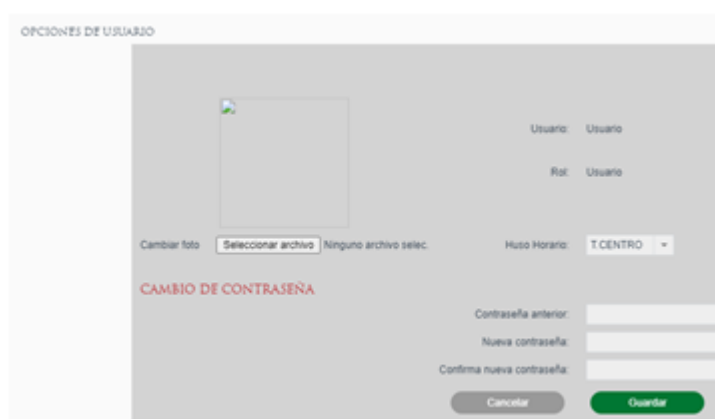 OPCIONES DE USUARIO
Usuario: Usuario
Rol: Usuario
Cambiar foto Seleccionar archivo Ninguno archivo selec. Huso Horario: T.CENTRO
CAMBIO DE CONTRASEÑA
Contraseña anterior:
Nueva contraseña:
Confirma nueva contraseña:
Cancelar Guardar